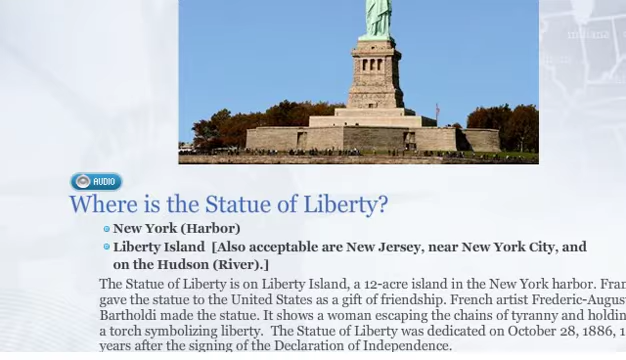 indiana
AUDIO
Where is the Statue of Liberty?
New York (Harbor)
Liberty Island [Also acceptable are New Jersey, near New York City, and
on the Hudson (River).]
The Statue of Liberty is on Liberty Island, a 12-acre island in the New York harbor.
gave the statue to the United States as a gift of friendship. French artist
Bartholdi made the statue. It shows a woman escaping the chains of tyranny and
a torch symbolizing liberty. The Statue of Liberty was dedicated on October 28, 1886,
years after the signing of the Declaration of Independence.